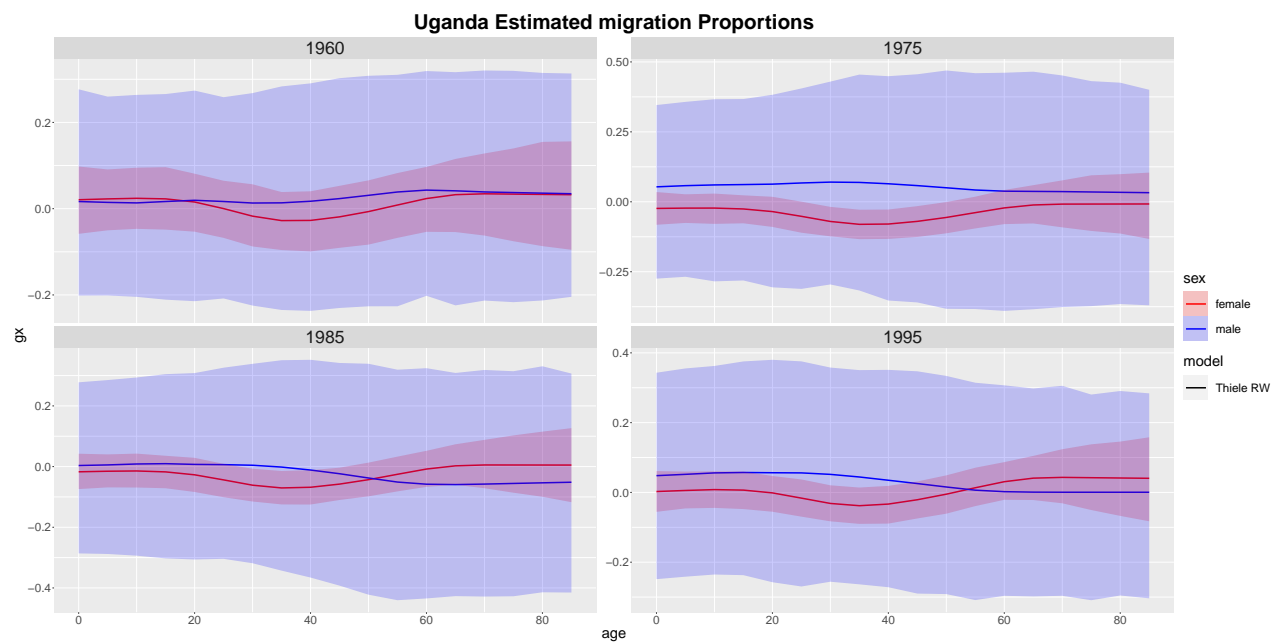 Uganda Estimated migration Proportions
1960
1975
0.2
0.0
−0.2
0.50
0.25
0.00
−0.25
gx
1985
1995
0.2
0.0
−0.2
−0.4
0.4
0.2
0.0
−0.2
0 20 40 60 80
0 20 40 60 80
age
sex
female
male
model
Thiele RW